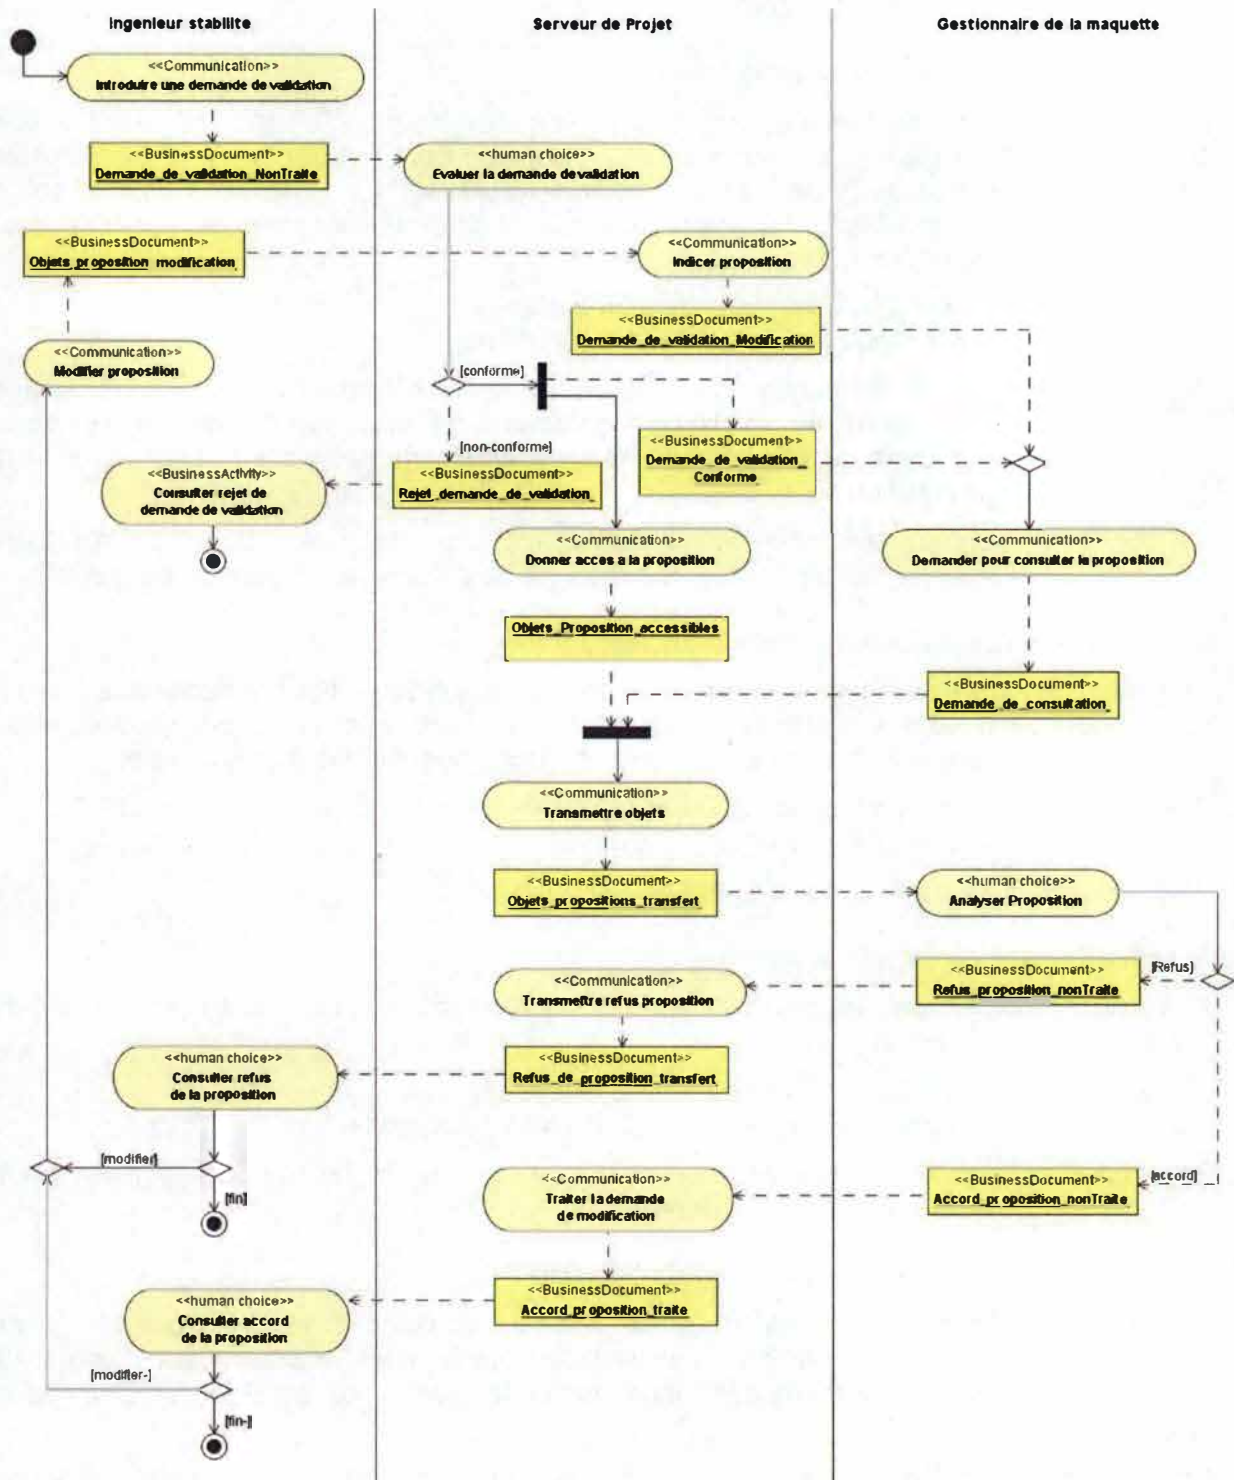 Ingenieur stabilite
Serveur de Projet
Gestionnaire de la maquette
<<Communication>>
Introduire une demande de validation
<<BusinessDocument>>
Demande_de_validation_NonTraite
<<human choice>>
Evaluer la demande de validation
<<BusinessDocument>>
Objets_proposition_modification
<<Communication>>
Indicer proposition
<<BusinessDocument>>
Demande_de_validation_Modification
<<Communication>>
Modifier proposition
[conforme]
[non-conforme]
<<BusinessDocument>>
Demande_de_validation_
Conforme
<<BusinessActivity>>
Consulter rejet de
demande de validation
<<BusinessDocument>>
Rejet_demande_de_validation_
<<Communication>>
Donner acces a la proposition
<<Communication>>
Demander pour consulter le proposition
Objets_Proposition_accessibles
<<BusinessDocument>>
Demande_de_consultation_
<<Communication>>
Transmettre objets
<<BusinessDocument>>
Objets_propositions_transfert
<<human choice>>
Analyser Proposition
<<Communication>>
Transmettre refus proposition
<<BusinessDocument>>
Refus_proposition_nonTraite
[Refus]
<<human choice>>
Consulter refus
de la proposition
<<BusinessDocument>>
Refus_de_proposition_transfert
[modifier]
[fin]
<<Communication>>
Traiter la demande
de modification
<<BusinessDocument>>
Accord_proposition_nonTraite
[accord]
<<human choice>>
Consulter accord
de la proposition
<<BusinessDocument>>
Accord_proposition_traite
[modifier-]
[fin-]